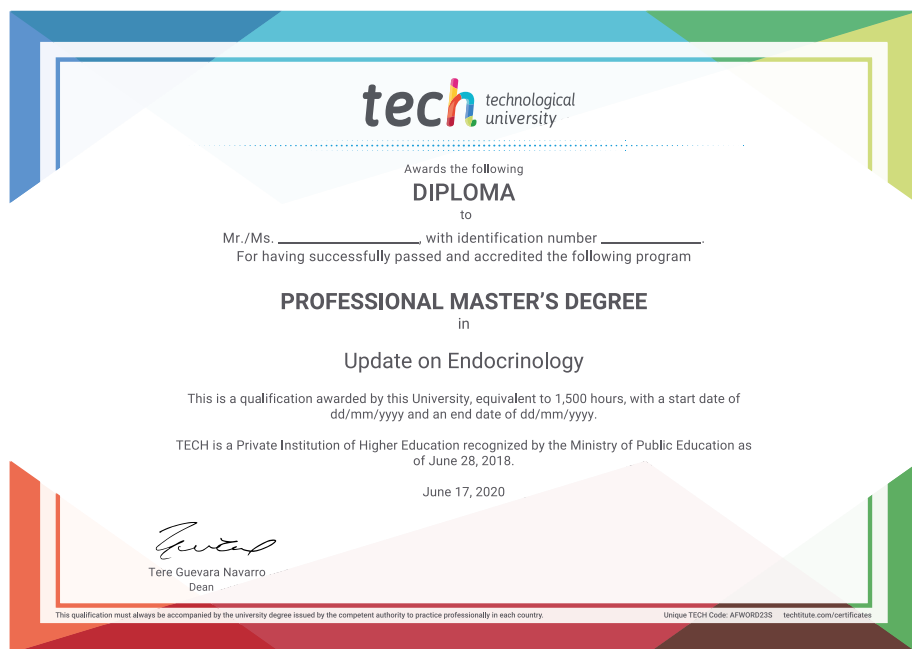 tech technological
university
Awards the following
DIPLOMA
to
Mr./Ms. ________________, with identification number ____________.
For having successfully passed and accredited the following program
PROFESSIONAL MASTER'S DEGREE
in
Update on Endocrinology
This is a qualification awarded by this University, equivalent to 1,500 hours, with a start date of
dd/mm/yyyy and an end date of dd/mm/yyyy.
TECH is a Private Institution of Higher Education recognized by the Ministry of Public Education as
of June 28, 2018.
June 17, 2020
Tere Guevara Navarro
Dean
This qualification must always be accompanied by the university degree issued by the competent authority to practice professionally in each country. Unique TECH Code: AFWORD23S techtitute.com/certificates